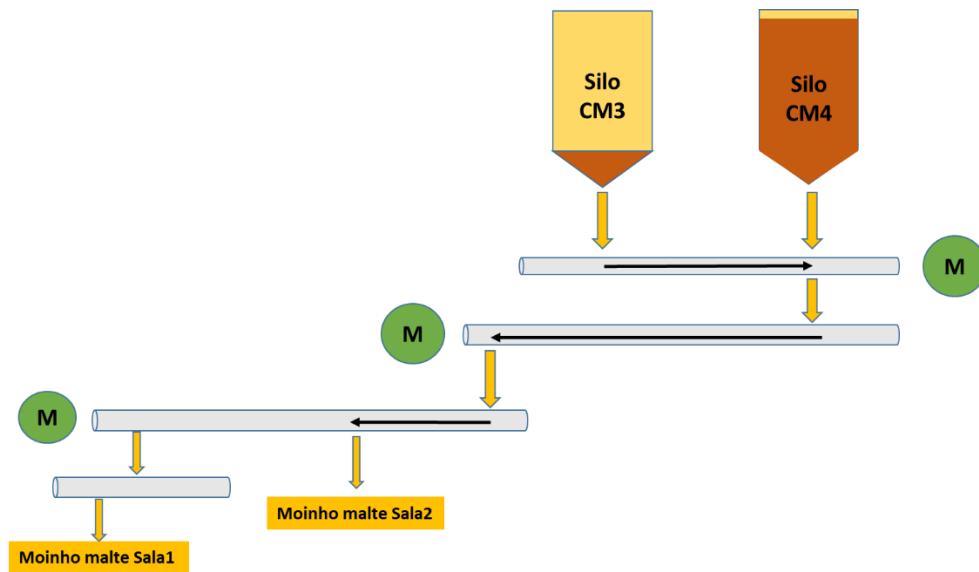 Silo
CM3
Silo
CM4
M
M
M
Moinho malte Sala2
Moinho malte Sala1